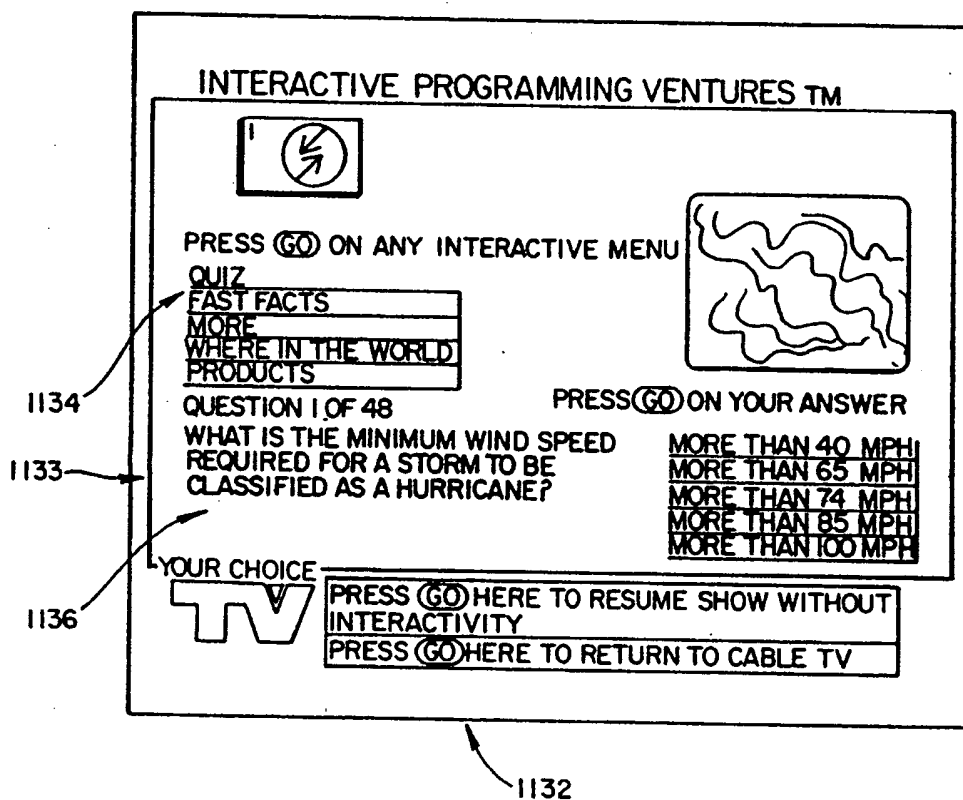 INTERACTIVE PROGRAMMING VENTURES TM
I
PRESS GO ON ANY INTERACTIVE MENU
QUIZ
FAST FACTS
MORE
WHERE IN THE WORLD
PRODUCTS
1134
QUESTION 1 OF 48
PRESS GO ON YOUR ANSWER
WHAT IS THE MINIMUM WIND SPEED
REQUIRED FOR A STORM TO BE
CLASSIFIED AS A HURRICANE?
1133
MORE THAN 40 MPH
MORE THAN 65 MPH
MORE THAN 74 MPH
MORE THAN 85 MPH
MORE THAN 100 MPH
YOUR CHOICE
TV
1136
PRESS GO HERE TO RESUME SHOW WITHOUT
INTERACTIVITY
PRESS GO HERE TO RETURN TO CABLE TV
1132